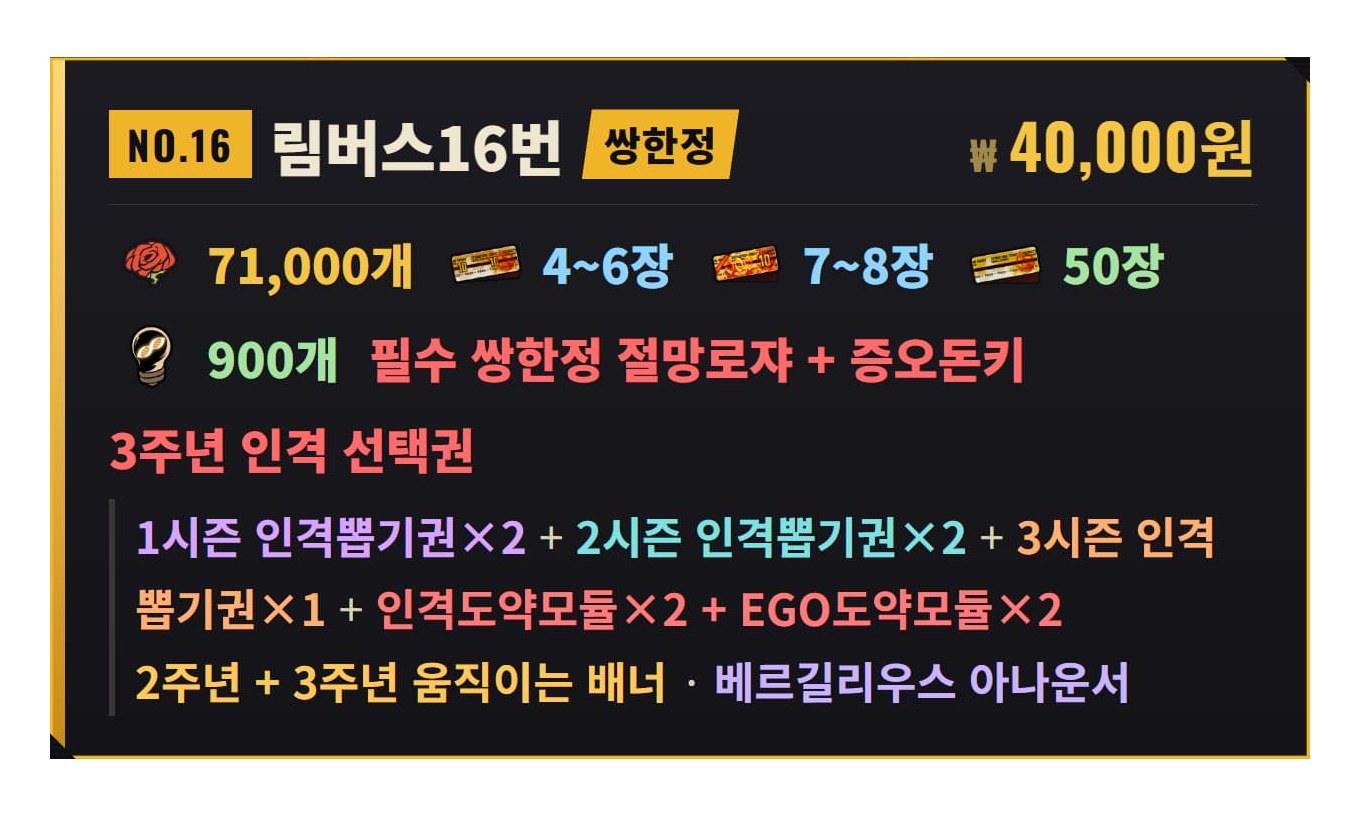 NO.16 림버스16번 쌍한정 ₩ 40,000원
71,000개 4~6장 7~8장 50장
900개 필수 쌍한정 절망로쟈 + 증오돈키
3주년 인격 선택권
1시즌 인격뽑기권×2 + 2시즌 인격뽑기권×2 + 3시즌 인격
뽑기권×1 + 인격도약모듈×2 + EGO도약모듈×2
2주년 + 3주년 움직이는 배너 · 베르길리우스 아나운서